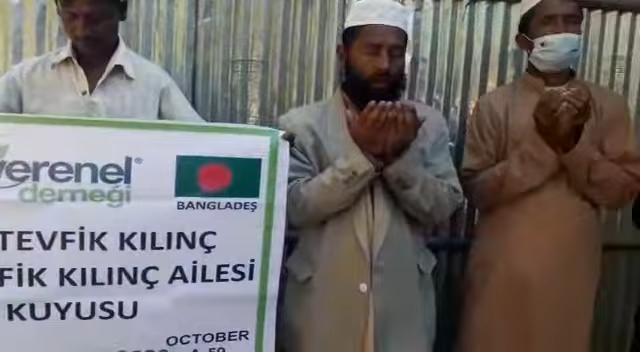 verenel®
derneği
BANGLADEŞ
TEVFİK KILINÇ
FİK KILINÇ AİLESİ
KUYUSU
OCTOBER